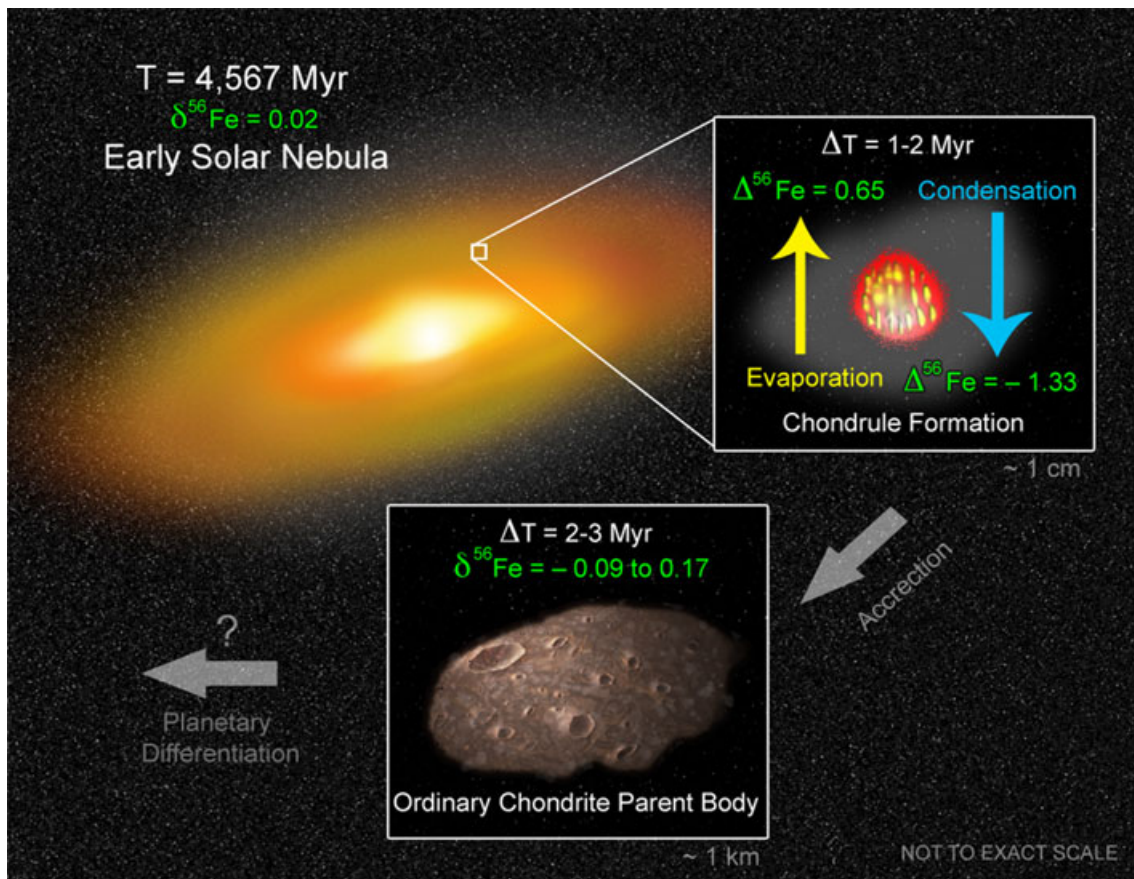 T = 4,567 Myr
δ⁵⁶Fe = 0.02
Early Solar Nebula
ΔT = 1-2 Myr
Δ⁵⁶Fe = 0.65 Condensation
Evaporation Δ⁵⁶Fe = – 1.33
Chondrule Formation
~ 1 cm
Accretion
ΔT = 2-3 Myr
δ⁵⁶Fe = – 0.09 to 0.17
Ordinary Chondrite Parent Body
~ 1 km
?
Planetary
Differentiation
NOT TO EXACT SCALE